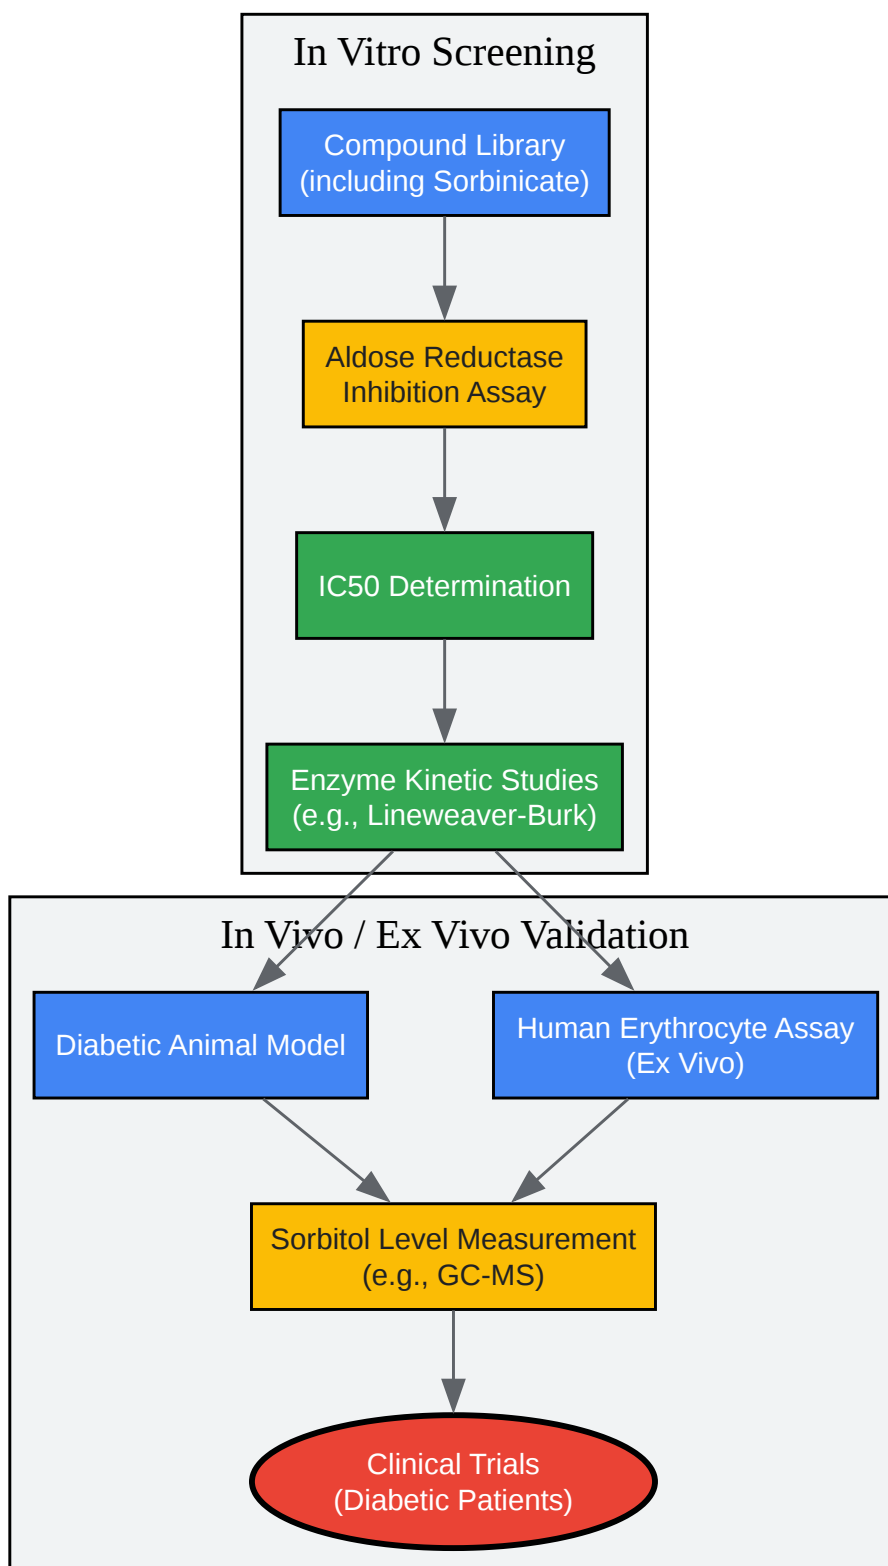 In Vitro Screening
Compound Library
(including Sorbinicate)
Aldose Reductase
Inhibition Assay
IC50 Determination
Enzyme Kinetic Studies
(e.g., Lineweaver-Burk)
In Vivo / Ex Vivo Validation
Diabetic Animal Model
Human Erythrocyte Assay
(Ex Vivo)
Sorbitol Level Measurement
(e.g., GC-MS)
Clinical Trials
(Diabetic Patients)